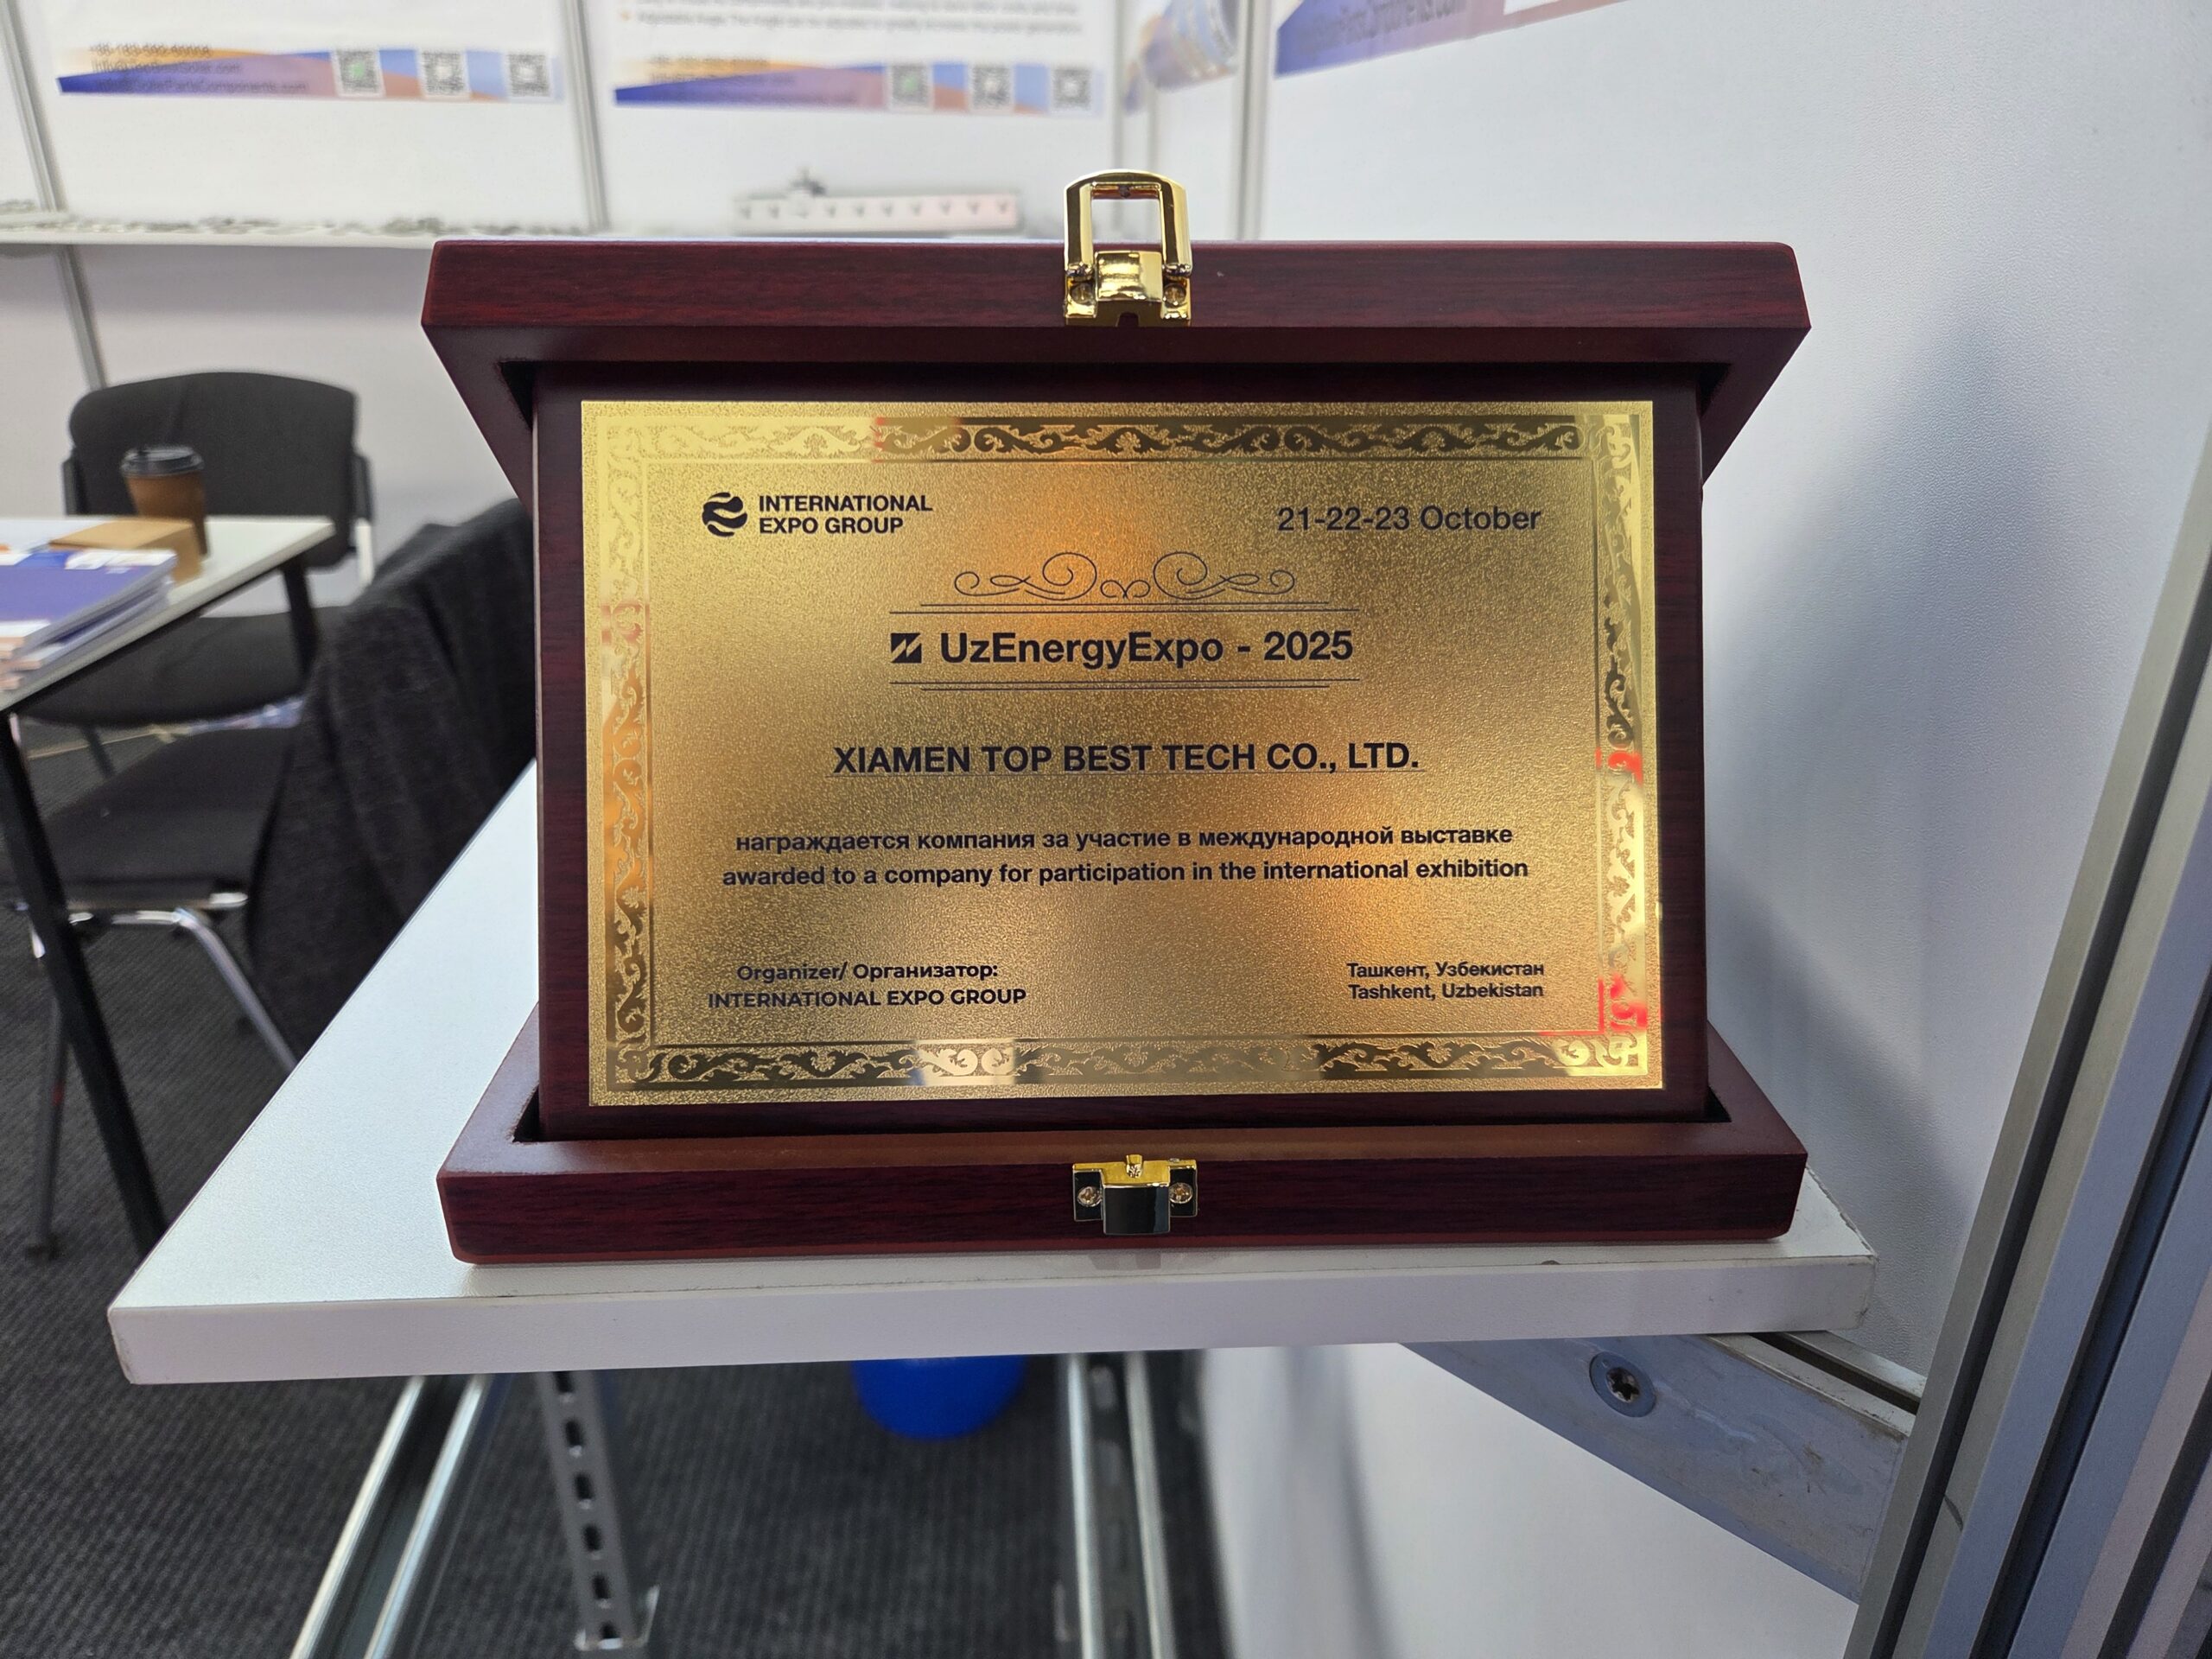 INTERNATIONAL
EXPO GROUP
21-22-23 October
UzEnergyExpo - 2025
XIAMEN TOP BEST TECH CO., LTD.
награждается компания за участие в международной выставке
awarded to a company for participation in the international exhibition
Organizer/ Организатор:
INTERNATIONAL EXPO GROUP
Ташкент, Узбекистан
Tashkent, Uzbekistan